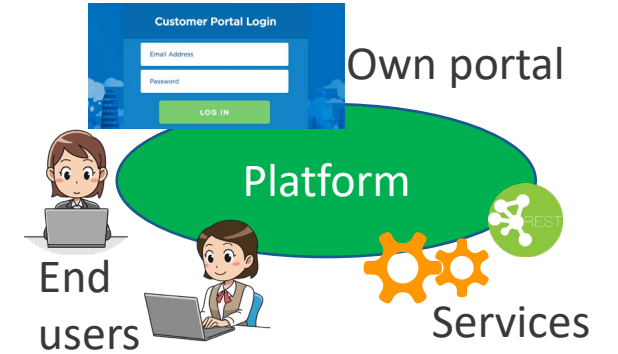 Customer Portal Login
Email Address
Password
LOG IN
Own portal
Platform
REST
End
users
Services